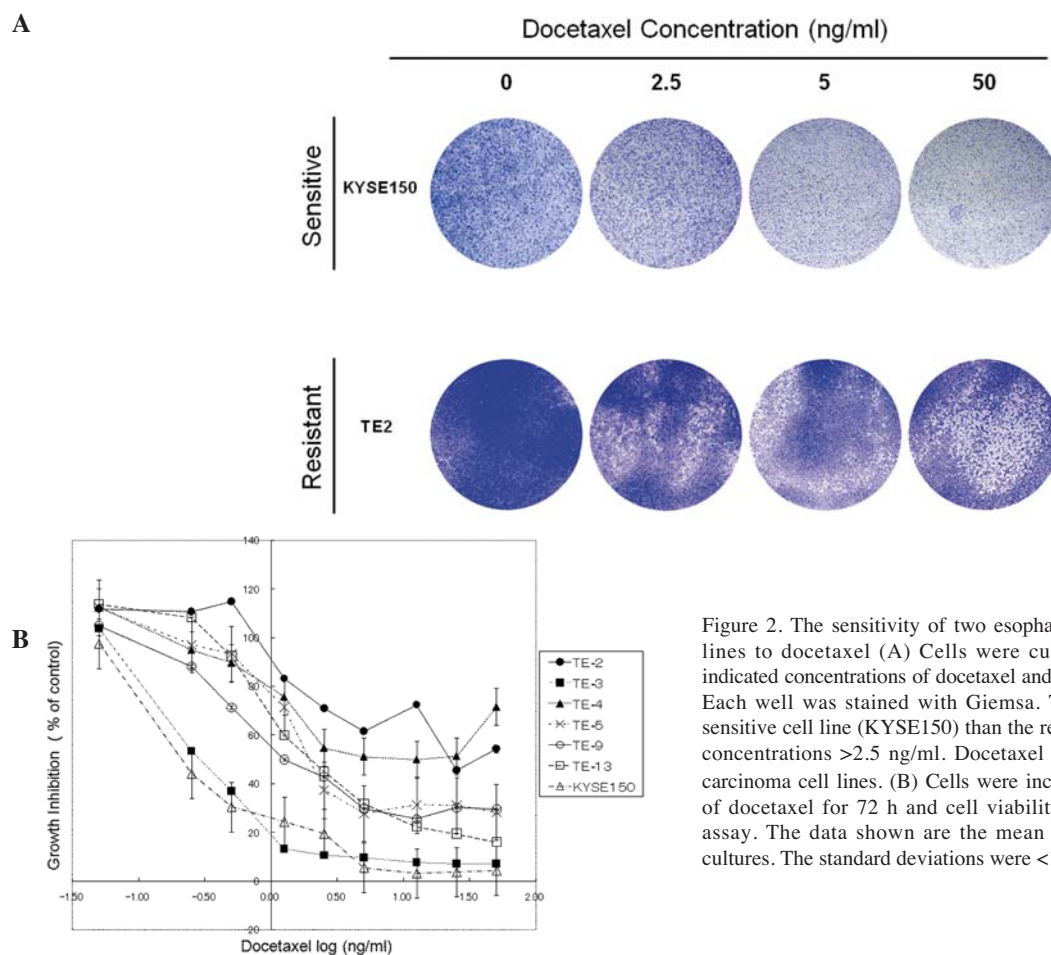 A
Docetaxel Concentration (ng/ml)
0 2.5 5 50
Sensitive
KYSE150
Resistant
TE2
B
Growth Inhibition ( % of control)
140
120
100
80
60
40
20
0
20
-1.50 -1.00 -0.50 0.00 0.50 1.00 1.50 2.00
Docetaxel log (ng/ml)
TE-2
TE-3
TE-4
TE-5
TE-9
TE-13
KYSE150
Figure 2. The sensitivity of two esopha
lines to docetaxel (A) Cells were cu
indicated concentrations of docetaxel and
Each well was stained with Giemsa. T
sensitive cell line (KYSE150) than the re
concentrations >2.5 ng/ml. Docetaxel
carcinoma cell lines. (B) Cells were inc
of docetaxel for 72 h and cell viabilit
assay. The data shown are the mean
cultures. The standard deviations were <